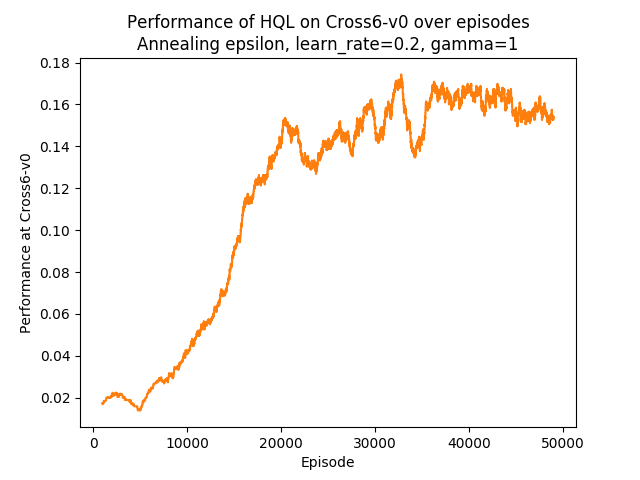 Performance of HQL on Cross6-v0 over episodes
Annealing epsilon, learn_rate=0.2, gamma=1
0.18
0.16
0.14
0.12
0.10
0.08
0.06
0.04
0.02
Performance at Cross6-v0
0 10000 20000 30000 40000 50000
Episode